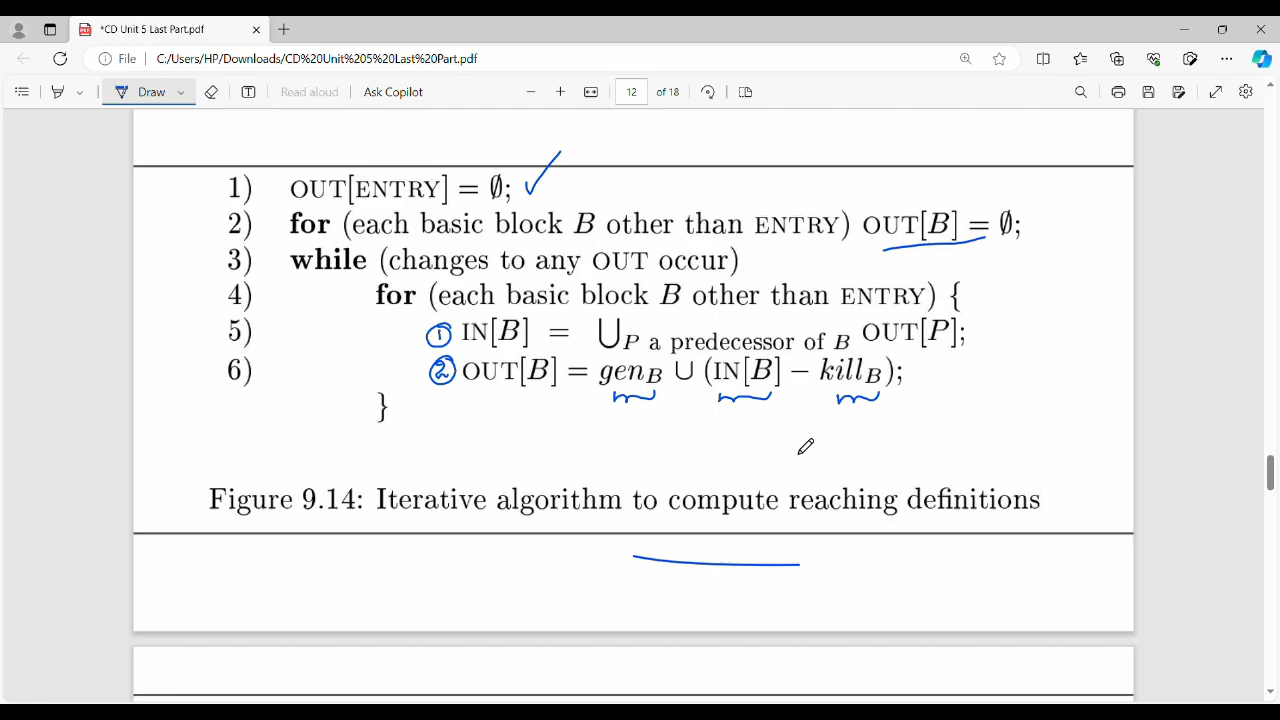 *CD Unit 5 Last Part.pdf
File C:/Users/HP/Downloads/CD%20Unit%205%20Last%20Part.pdf
Draw Read aloud Ask Copilot 12 of 18
1) OUT[ENTRY] = ∅;
2) for (each basic block B other than ENTRY) OUT[B] = ∅;
3) while (changes to any OUT occur)
4) for (each basic block B other than ENTRY) {
5) ① IN[B] = ⋃P a predecessor of B OUT[P];
6) ② OUT[B] = genB ∪ (IN[B] − killB);
}
Figure 9.14: Iterative algorithm to compute reaching definitions